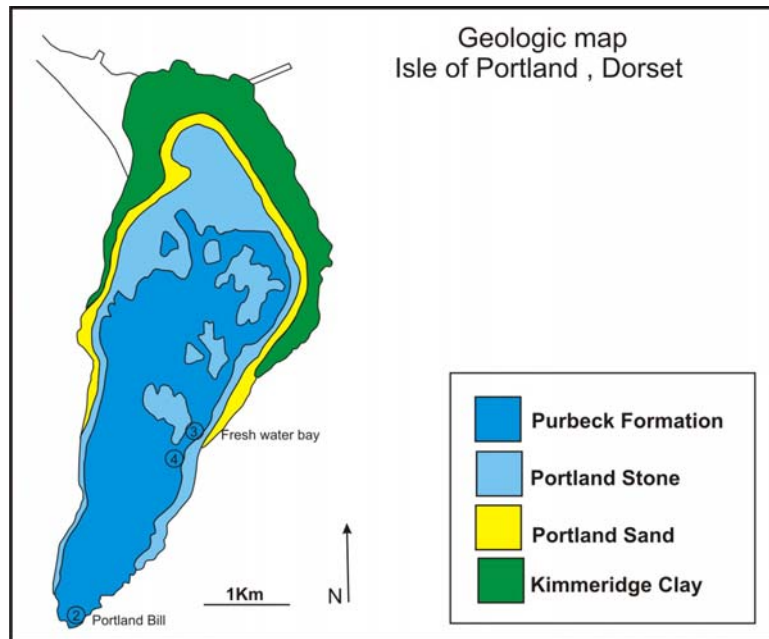 Geologic map
Isle of Portland , Dorset
3
Fresh water bay
4
Purbeck Formation
Portland Stone
Portland Sand
Kimmeridge Clay
1Km
N
2
Portland Bill